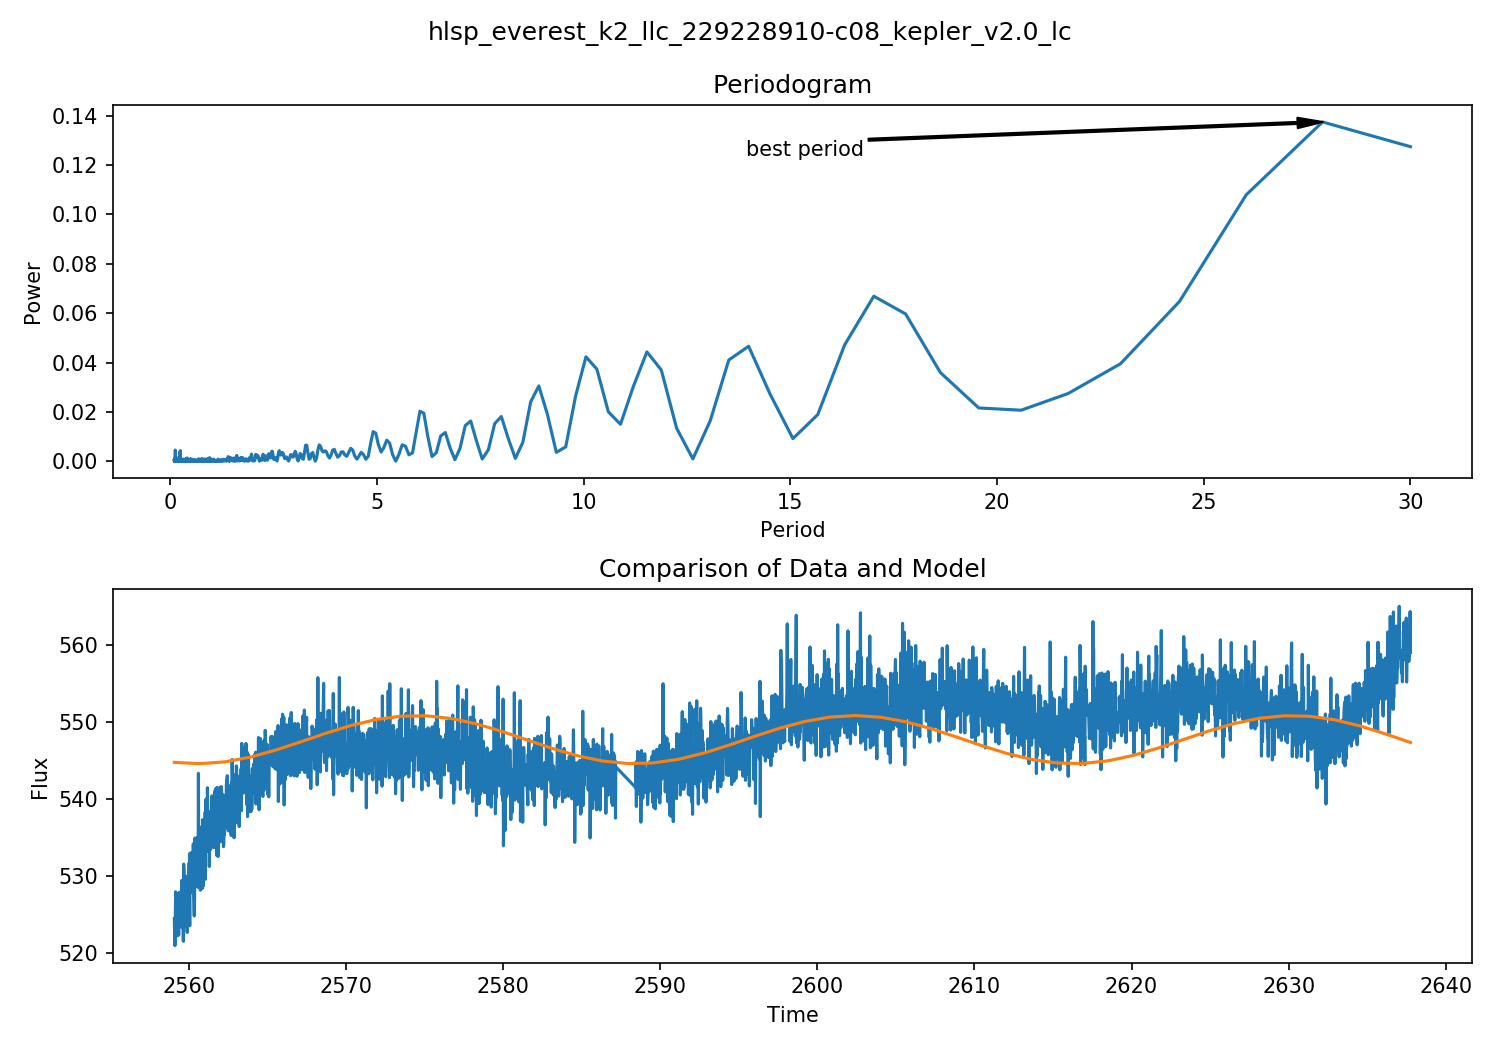 hlsp_everest_k2_llc_229228910-c08_kepler_v2.0_lc
Periodogram
0.14
0.12
0.10
0.08
0.06
0.04
0.02
0.00
Power
best period
0 5 10 15 20 25 30
Period
Comparison of Data and Model
560
550
540
530
520
Flux
2560 2570 2580 2590 2600 2610 2620 2630 2640
Time